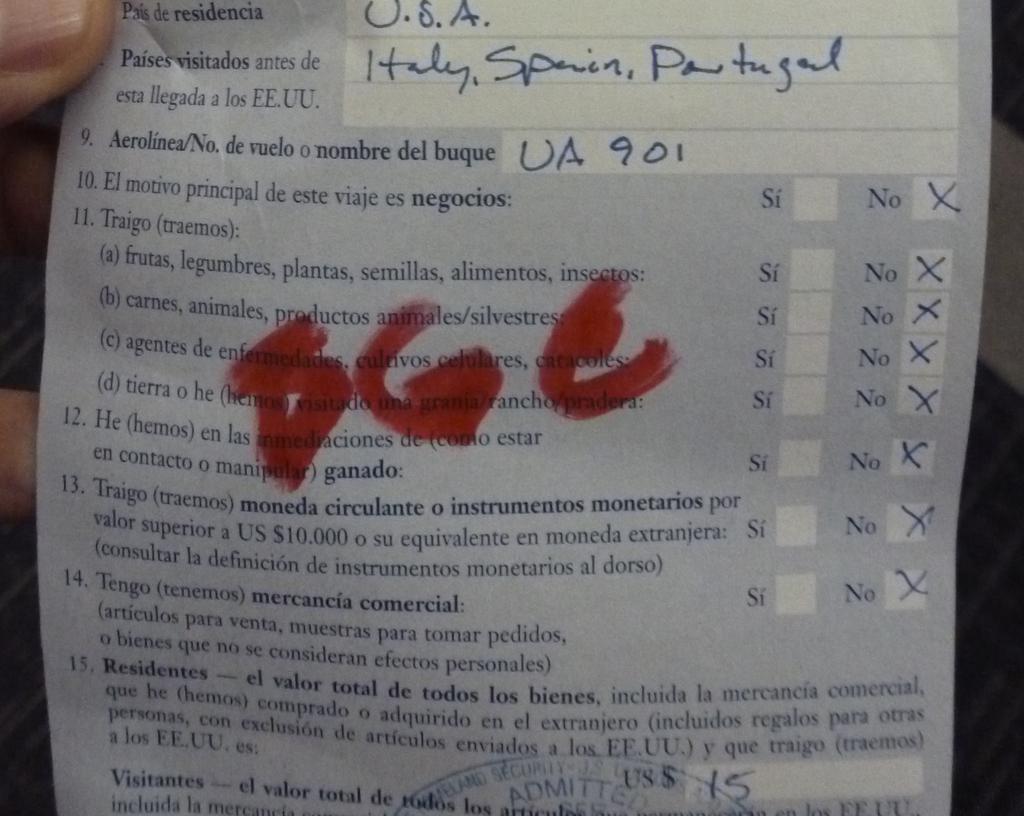 País de residencia U.S.A.
Países visitados antes de Italy, Spain, Portugal
esta llegada a los EE.UU.
9. Aerolínea/No. de vuelo o nombre del buque UA 901
10. El motivo principal de este viaje es negocios: Sí No X
11. Traigo (traemos):
(a) frutas, legumbres, plantas, semillas, alimentos, insectos: Sí No X
(b) carnes, animales, productos animales/silvestres: Sí No X
(c) agentes de enfermedades, cultivos celulares, caracoles: Sí No X
(d) tierra o he (hemos) visitado una granja/rancho/pradera: Sí No X
12. He (hemos) en las inmediaciones de (como estar
en contacto o manipular) ganado: Sí No X
13. Traigo (traemos) moneda circulante o instrumentos monetarios por
valor superior a US $10.000 o su equivalente en moneda extranjera: Sí No X
(consultar la definición de instrumentos monetarios al dorso)
14. Tengo (tenemos) mercancía comercial: Sí No X
(artículos para venta, muestras para tomar pedidos,
o bienes que no se consideran efectos personales)
15. Residentes — el valor total de todos los bienes, incluida la mercancía comercial,
que he (hemos) comprado o adquirido en el extranjero (incluidos regalos para otras
personas, con exclusión de artículos enviados a los EE.UU.) y que traigo (traemos)
a los EE.UU. es: US $ 15
SECURITY
ADMITTED
Visitantes — el valor total de todos los
incluida la en los EE.UU.,